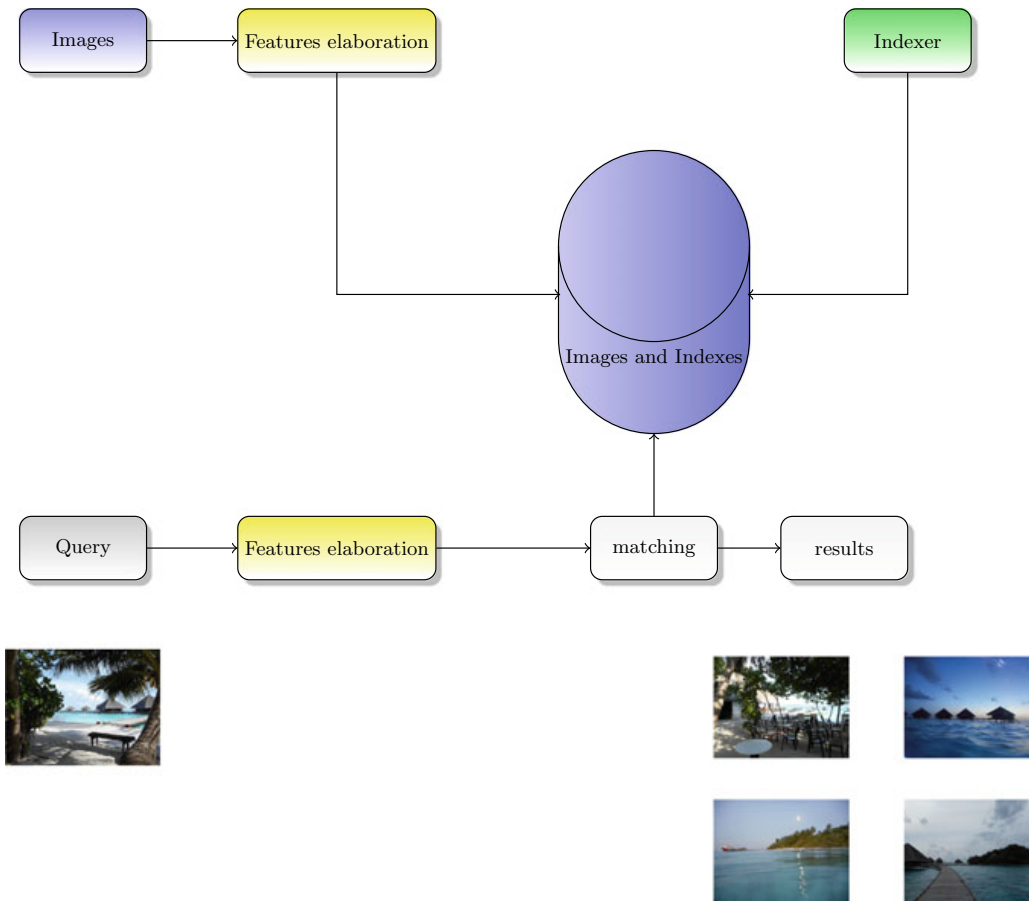 Images
Features elaboration
Indexer
Images and Indexes
Query
Features elaboration
matching
results